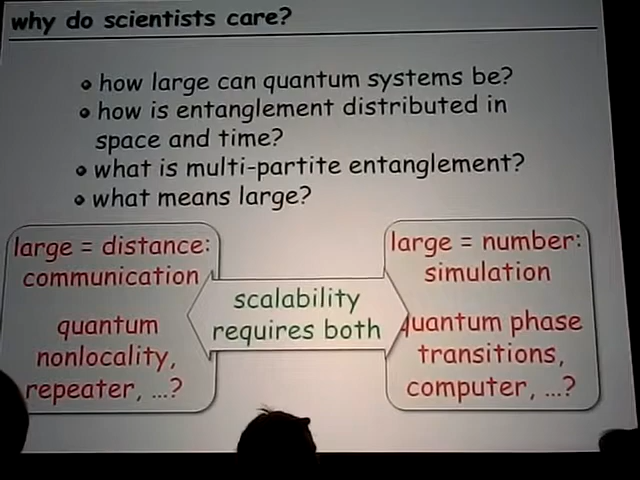 why do scientists care?
how large can quantum systems be?
how is entanglement distributed in
space and time?
what is multi-partite entanglement?
what means large?
large = distance:
communication
quantum
nonlocality,
repeater, ...?
scalability
requires both
large = number:
simulation
quantum phase
transitions,
computer, ...?